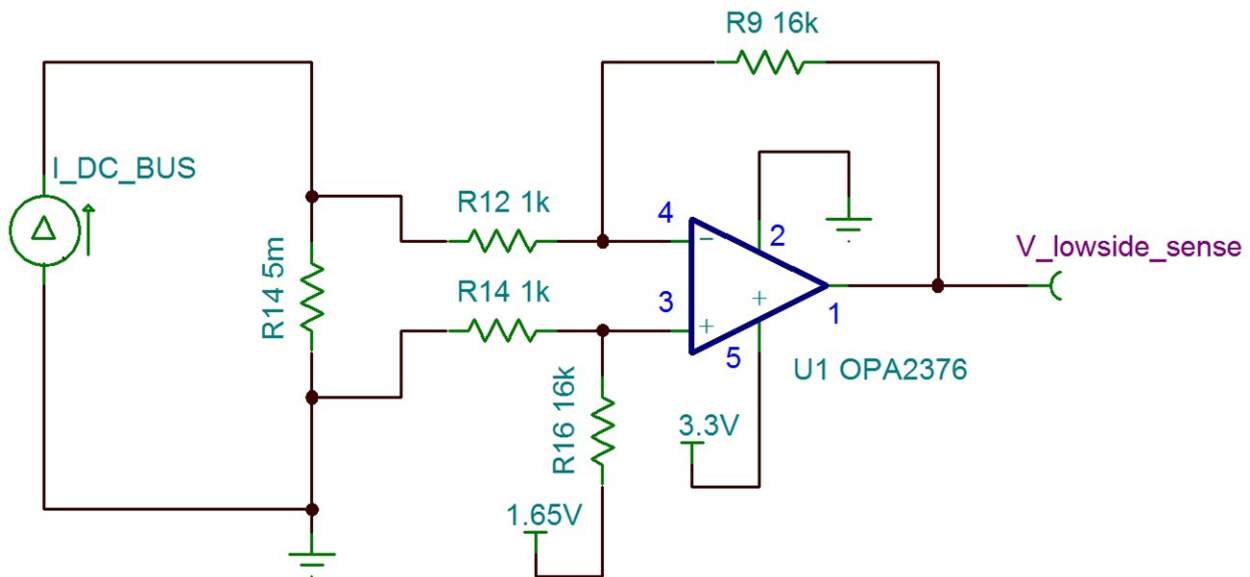 R9 16k
I_DC_BUS
R12 1k
4
2
V_lowside_sense
R14 5m
R14 1k
3
1
5
U1 OPA2376
R16 16k
3.3V
1.65V